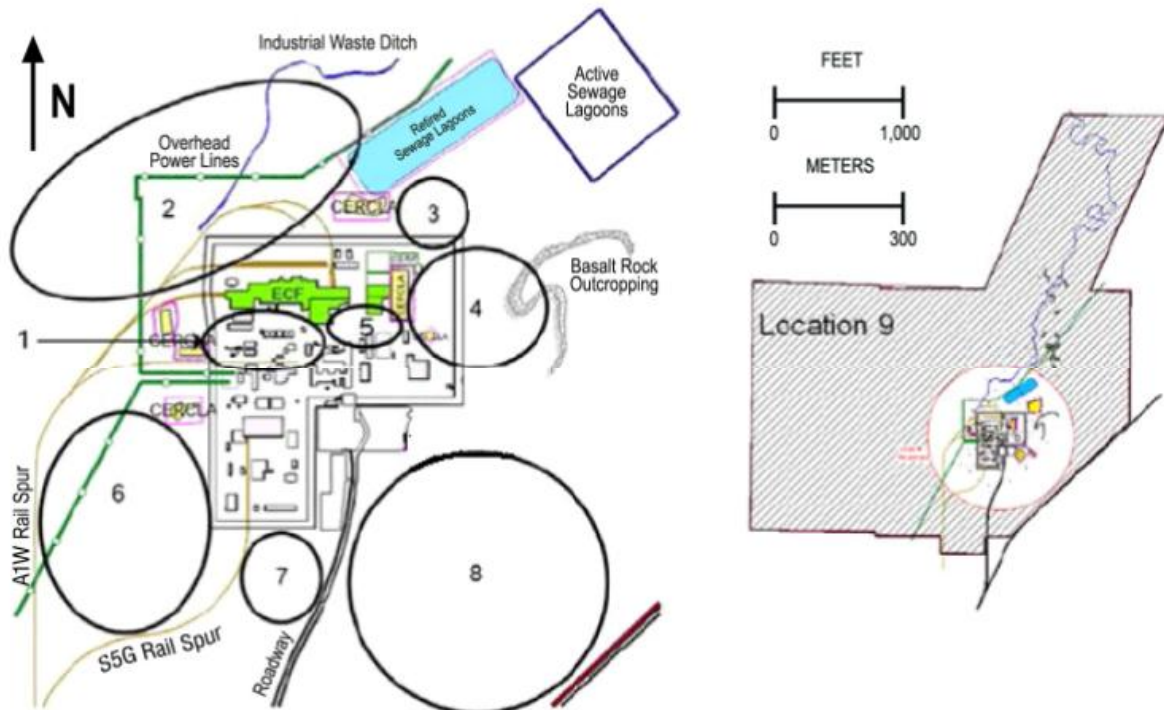 Industrial Waste Ditch
N
Overhead
Power Lines
Retired
Sewage Lagoons
Active
Sewage
Lagoons
2
CERCLA
3
ECF
CERCLA
4
Basalt Rock
Outcropping
5
1
CERCLA
CERCLA
6
A1W Rail Spur
7
8
S5G Rail Spur
Roadway
FEET
0
1,000
METERS
0
300
Location 9